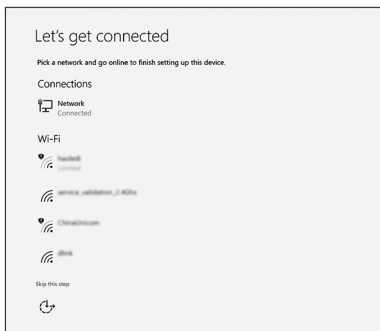 Let's get connected
Pick a network and go online to finish setting up this device.
Connections
Network
Connected
Wi-Fi
Limited
service_validation_2.4Ghz
ChinaUnicom
dlink
Skip this step